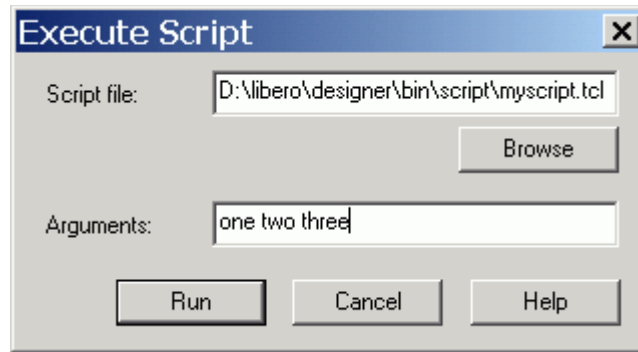 Execute Script
Script file: D:\libero\designer\bin\script\myscript.tcl
Browse
Arguments: one two three
Run Cancel Help